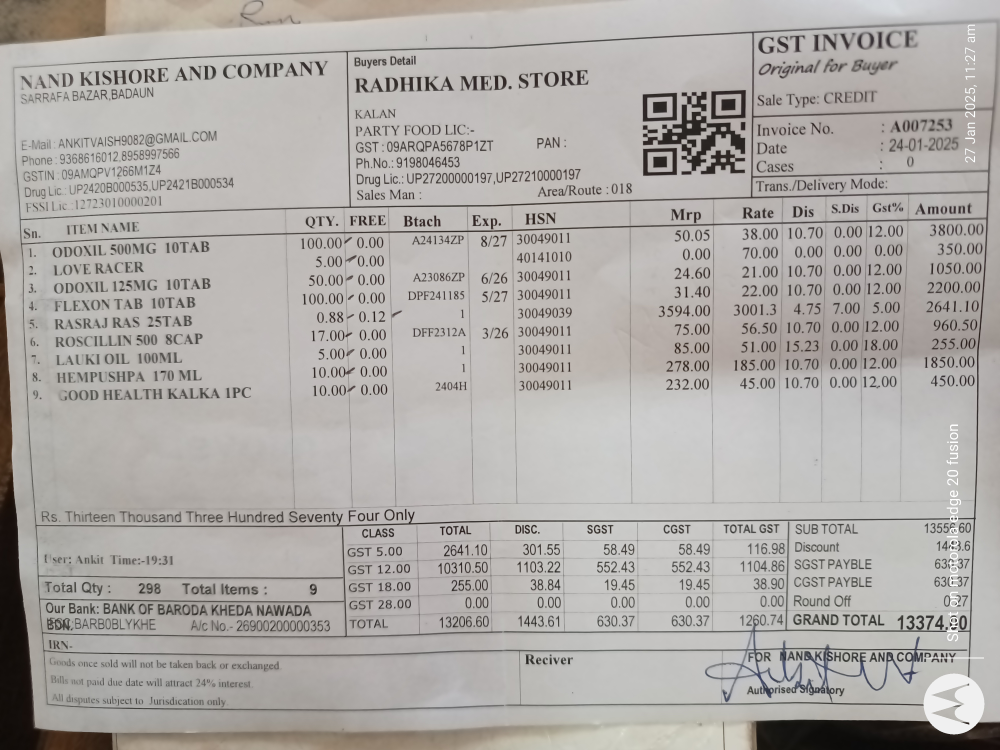 NAND KISHORE AND COMPANY
SARRAFA BAZAR,BADAUN
E-Mail : ANKITVAISH9082@GMAIL.COM
Phone : 9368616012,8958997566
GSTIN : 09AMQPV1266M1Z4
Drug Lic.: UP2420B000535,UP2421B000534
FSSI Lic :12723010000201
Buyers Detail
RADHIKA MED. STORE
KALAN
PARTY FOOD LIC:-
GST : 09ARQPA5678P1ZT PAN :
Ph.No.: 9198046453
Drug Lic.: UP27200000197,UP27210000197
Sales Man : Area/Route : 018
GST INVOICE
Original for Buyer
Sale Type: CREDIT
Invoice No. : A007253
Date : 24-01-2025
Cases 0
Trans./Delivery Mode:
Sn. ITEM NAME QTY. FREE Btach Exp. HSN Mrp Rate Dis S.Dis Gst% Amount
1. ODOXIL 500MG 10TAB 100.00 0.00 A24134ZP 8/27 30049011 50.05 38.00 10.70 0.00 12.00 3800.00
2. LOVE RACER 5.00 0.00 40141010 0.00 70.00 0.00 0.00 0.00 350.00
3. ODOXIL 125MG 10TAB 50.00 0.00 A23086ZP 6/26 30049011 24.60 21.00 10.70 0.00 12.00 1050.00
4. FLEXON TAB 10TAB 100.00 0.00 DPF241185 5/27 30049011 31.40 22.00 10.70 0.00 12.00 2200.00
5. RASRAJ RAS 25TAB 0.88 0.12 1 30049039 3594.00 3001.3 4.75 7.00 5.00 2641.10
6. ROSCILLIN 500 8CAP 17.00 0.00 DFF2312A 3/26 30049011 75.00 56.50 10.70 0.00 12.00 960.50
7. LAUKI OIL 100ML 5.00 0.00 1 30049011 85.00 51.00 15.23 0.00 18.00 255.00
8. HEMPUSHPA 170 ML 10.00 0.00 1 30049011 278.00 185.00 10.70 0.00 12.00 1850.00
9. GOOD HEALTH KALKA 1PC 10.00 0.00 2404H 30049011 232.00 45.00 10.70 0.00 12.00 450.00
Rs. Thirteen Thousand Three Hundred Seventy Four Only
User: Ankit Time:-19:31
Total Qty : 298 Total Items : 9
Our Bank: BANK OF BARODA KHEDA NAWADA
BARB0BLYKHE A/c No.- 26900200000353
CLASS TOTAL DISC. SGST CGST TOTAL GST
GST 5.00 2641.10 301.55 58.49 58.49 116.98
GST 12.00 10310.50 1103.22 552.43 552.43 1104.86
GST 18.00 255.00 38.84 19.45 19.45 38.90
GST 28.00 0.00 0.00 0.00 0.00 0.00
TOTAL 13206.60 1443.61 630.37 630.37 1260.74
SUB TOTAL
Discount
SGST PAYBLE
CGST PAYBLE
Round Off
GRAND TOTAL
IRN-
Goods once sold will not be taken back or exchanged.
Bills not paid due date will attract 24% interest.
All disputes subject to Jurisdication only.
Reciver
FOR NAND KISHORE AND COMPANY
Authorised Signatory
27 Jan 2025, 11:27 am
Shot on motorola edge 20 fusion